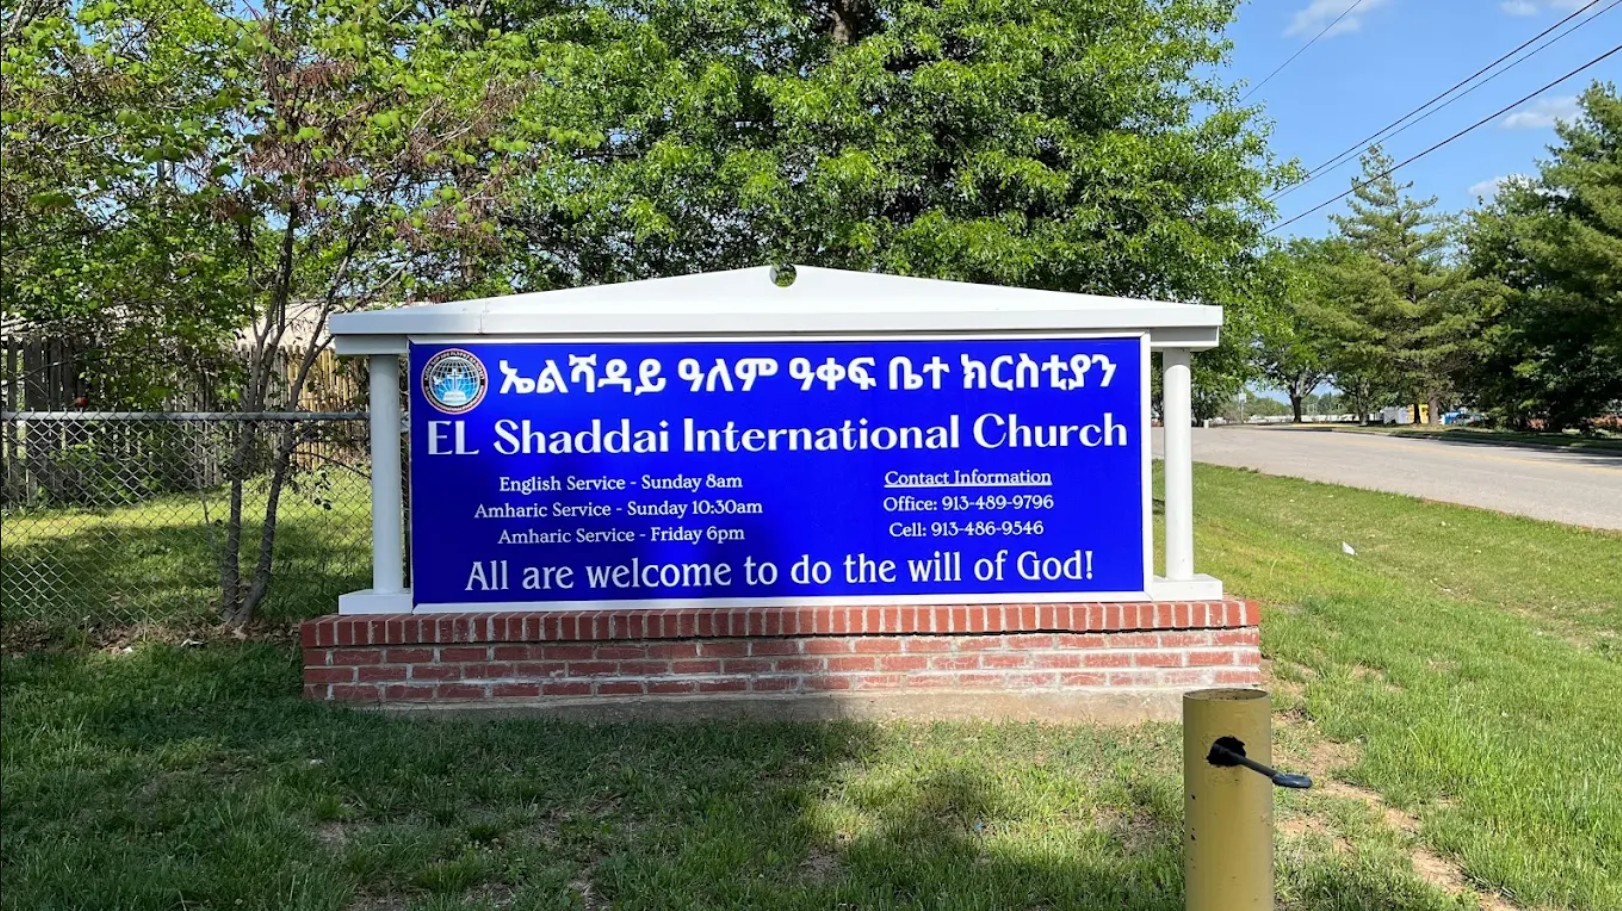 ኤልሻዳይ ዓለም ዓቀፍ ቤተ ክርስቲያን
EL Shaddai International Church
English Service - Sunday 8am
Amharic Service - Sunday 10:30am
Amharic Service - Friday 6pm
Contact Information
Office: 913-489-9796
Cell: 913-486-9546
All are welcome to do the will of God!